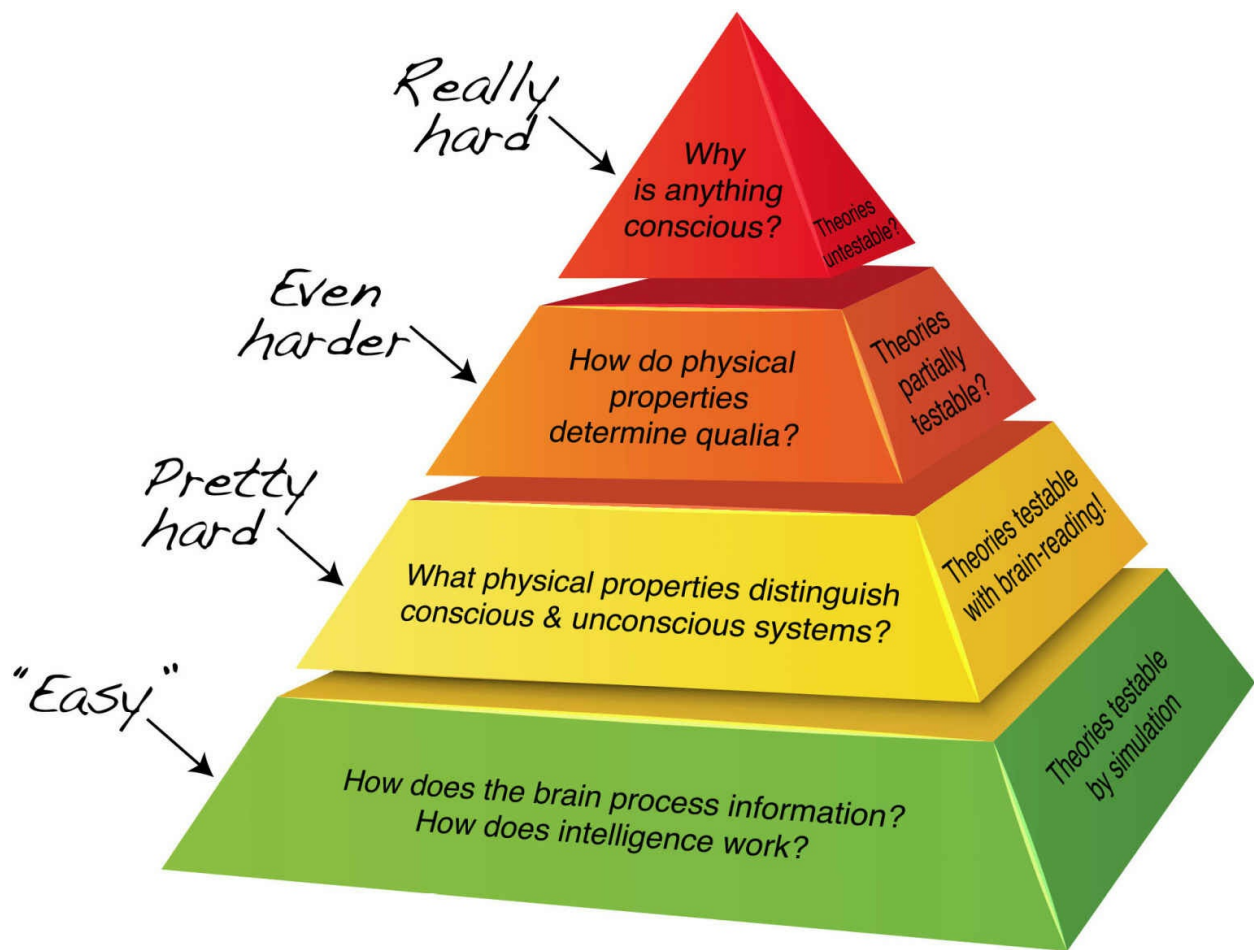 Really
hard
Why
is anything
conscious?
Theories
untestable?
Even
harder
How do physical
properties
determine qualia?
Theories
partially
testable?
Pretty
hard
What physical properties distinguish
conscious & unconscious systems?
Theories testable
with brain-reading!
"Easy"
How does the brain process information?
How does intelligence work?
Theories testable
by simulation